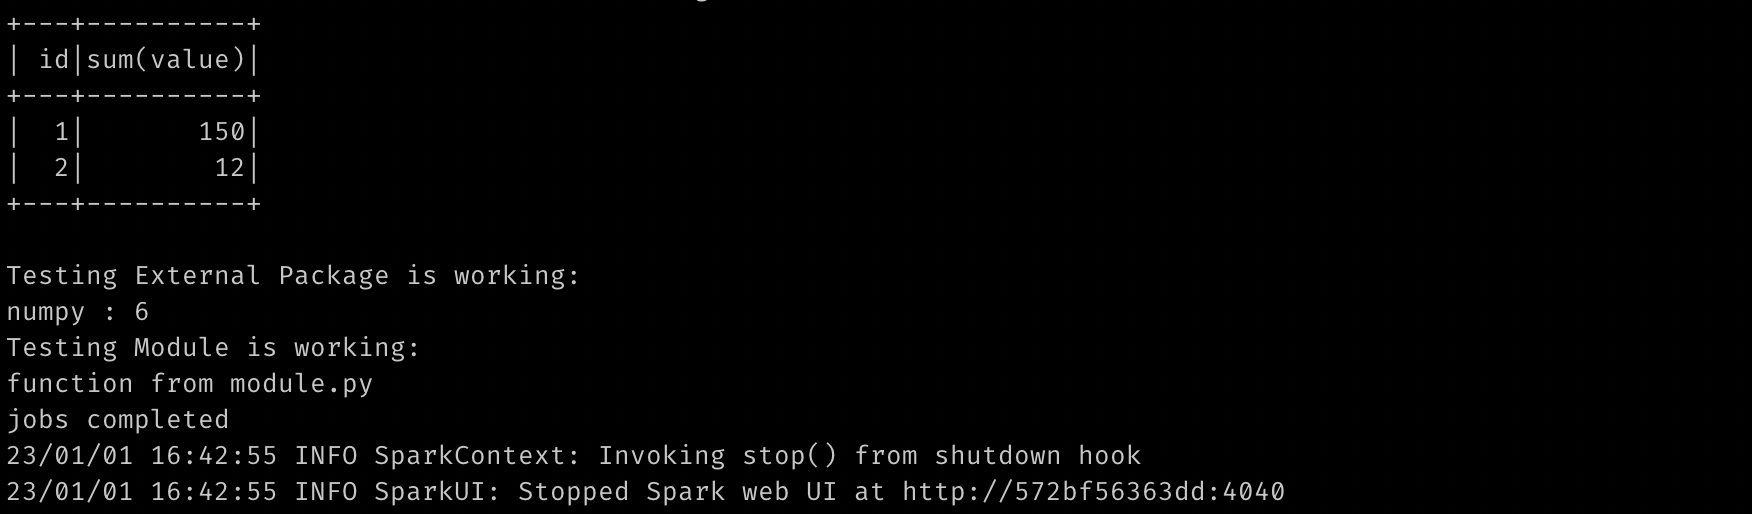 +---+----------+
| id|sum(value)|
+---+----------+
|  1|       150|
|  2|        12|
+---+----------+

Testing External Package is working:
numpy : 6
Testing Module is working:
function from module.py
jobs completed
23/01/01 16:42:55 INFO SparkContext: Invoking stop() from shutdown hook
23/01/01 16:42:55 INFO SparkUI: Stopped Spark web UI at http://572bf56363dd:4040